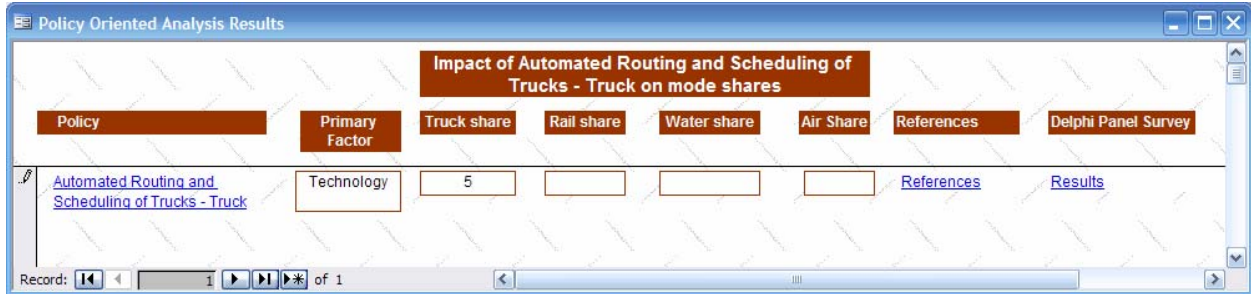 Policy Oriented Analysis Results
Impact of Automated Routing and Scheduling of
Trucks - Truck on mode shares
Policy
Primary
Factor
Truck share
Rail share
Water share
Air Share
References
Delphi Panel Survey
Automated Routing and
Scheduling of Trucks - Truck
Technology
5
References
Results
Record: 1 of 1